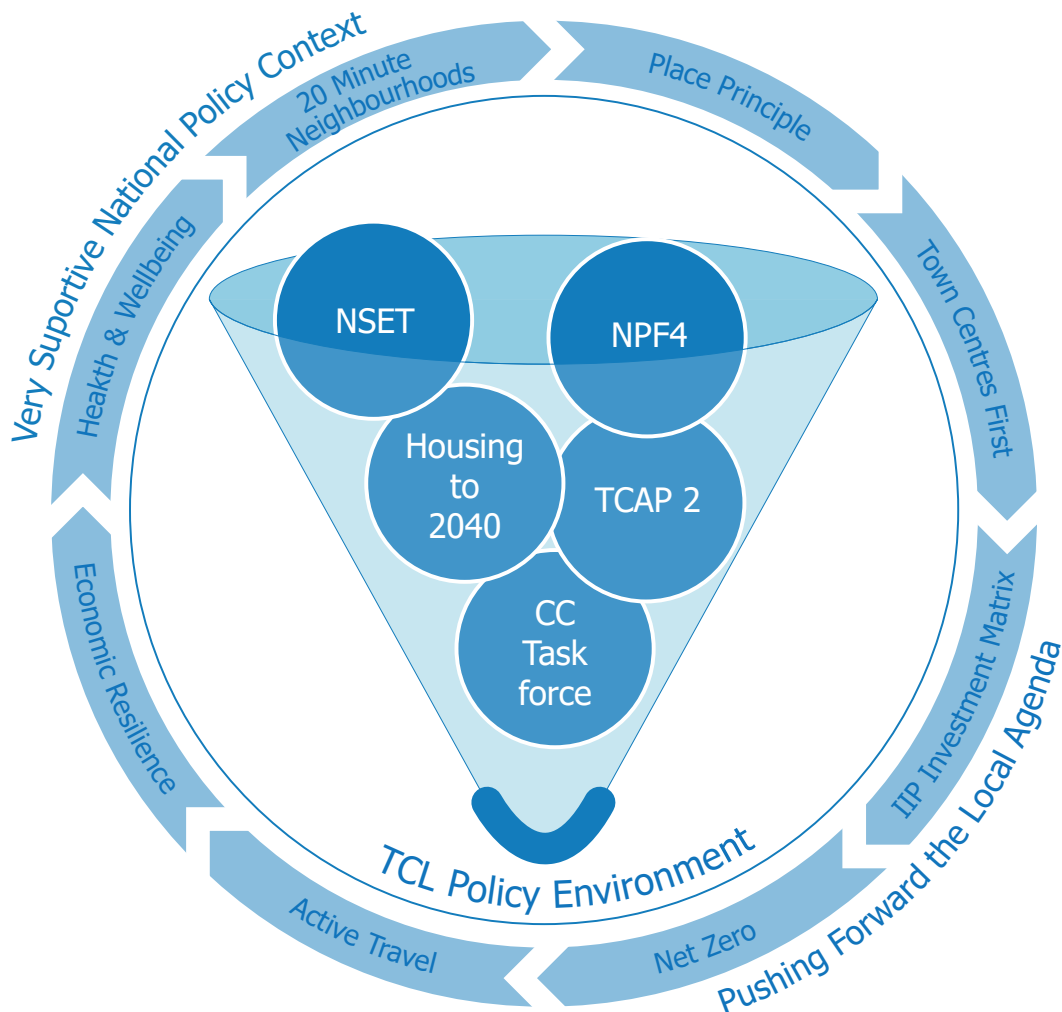 Very Suportive National Policy Context
20 Minute
Neighbourhoods
Place Principle
Town Centres First
IIP Investment Matrix
Net Zero
Active Travel
Economic Resilience
Heakth & Wellbeing
NSET
NPF4
Housing
to
2040
TCAP 2
CC
Task
force
TCL Policy Environment
Pushing Forward the Local Agenda